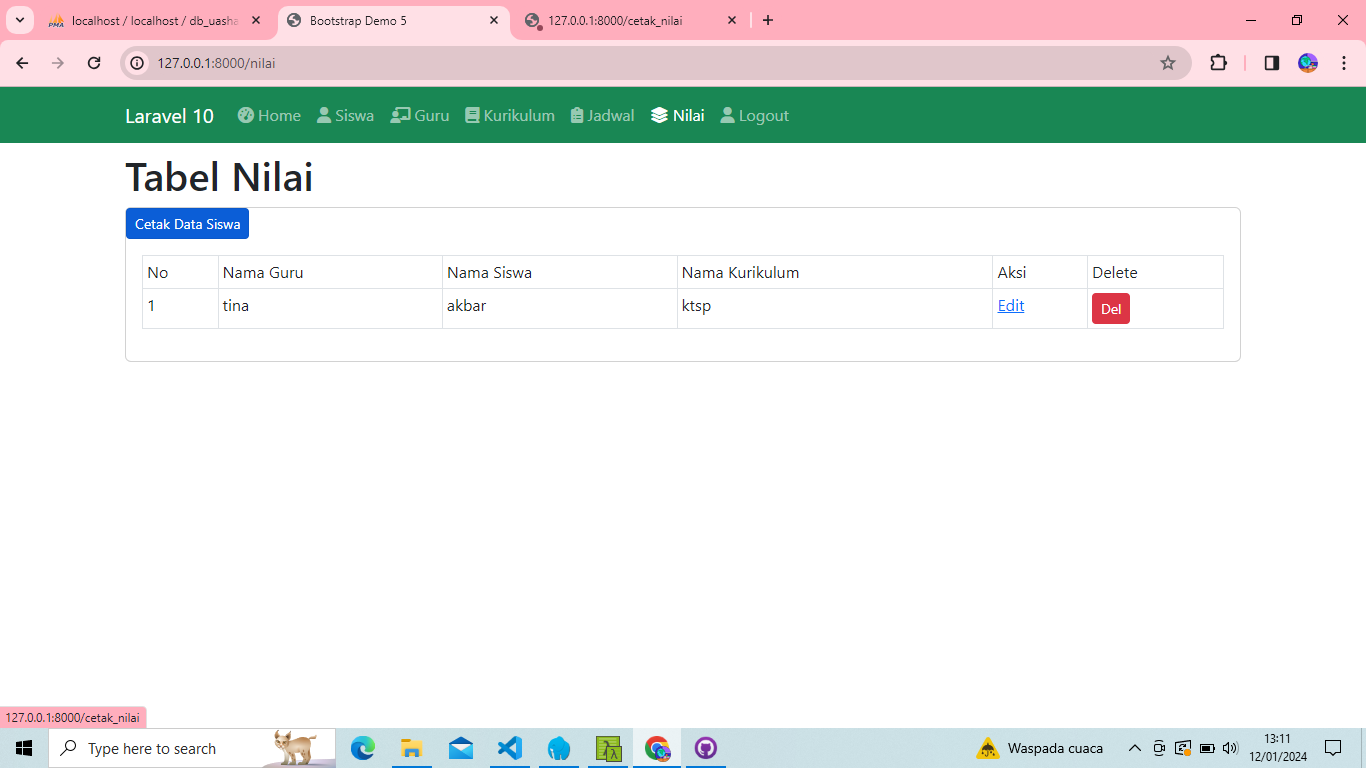 PMA localhost / localhost / db_uasha
Bootstrap Demo 5
127.0.0.1:8000/cetak_nilai
127.0.0.1:8000/nilai
Laravel 10 Home Siswa Guru Kurikulum Jadwal Nilai Logout
Tabel Nilai
Cetak Data Siswa
No Nama Guru Nama Siswa Nama Kurikulum Aksi Delete
1 tina akbar ktsp Edit Del
127.0.0.1:8000/cetak_nilai
Type here to search
Waspada cuaca
13:11
12/01/2024